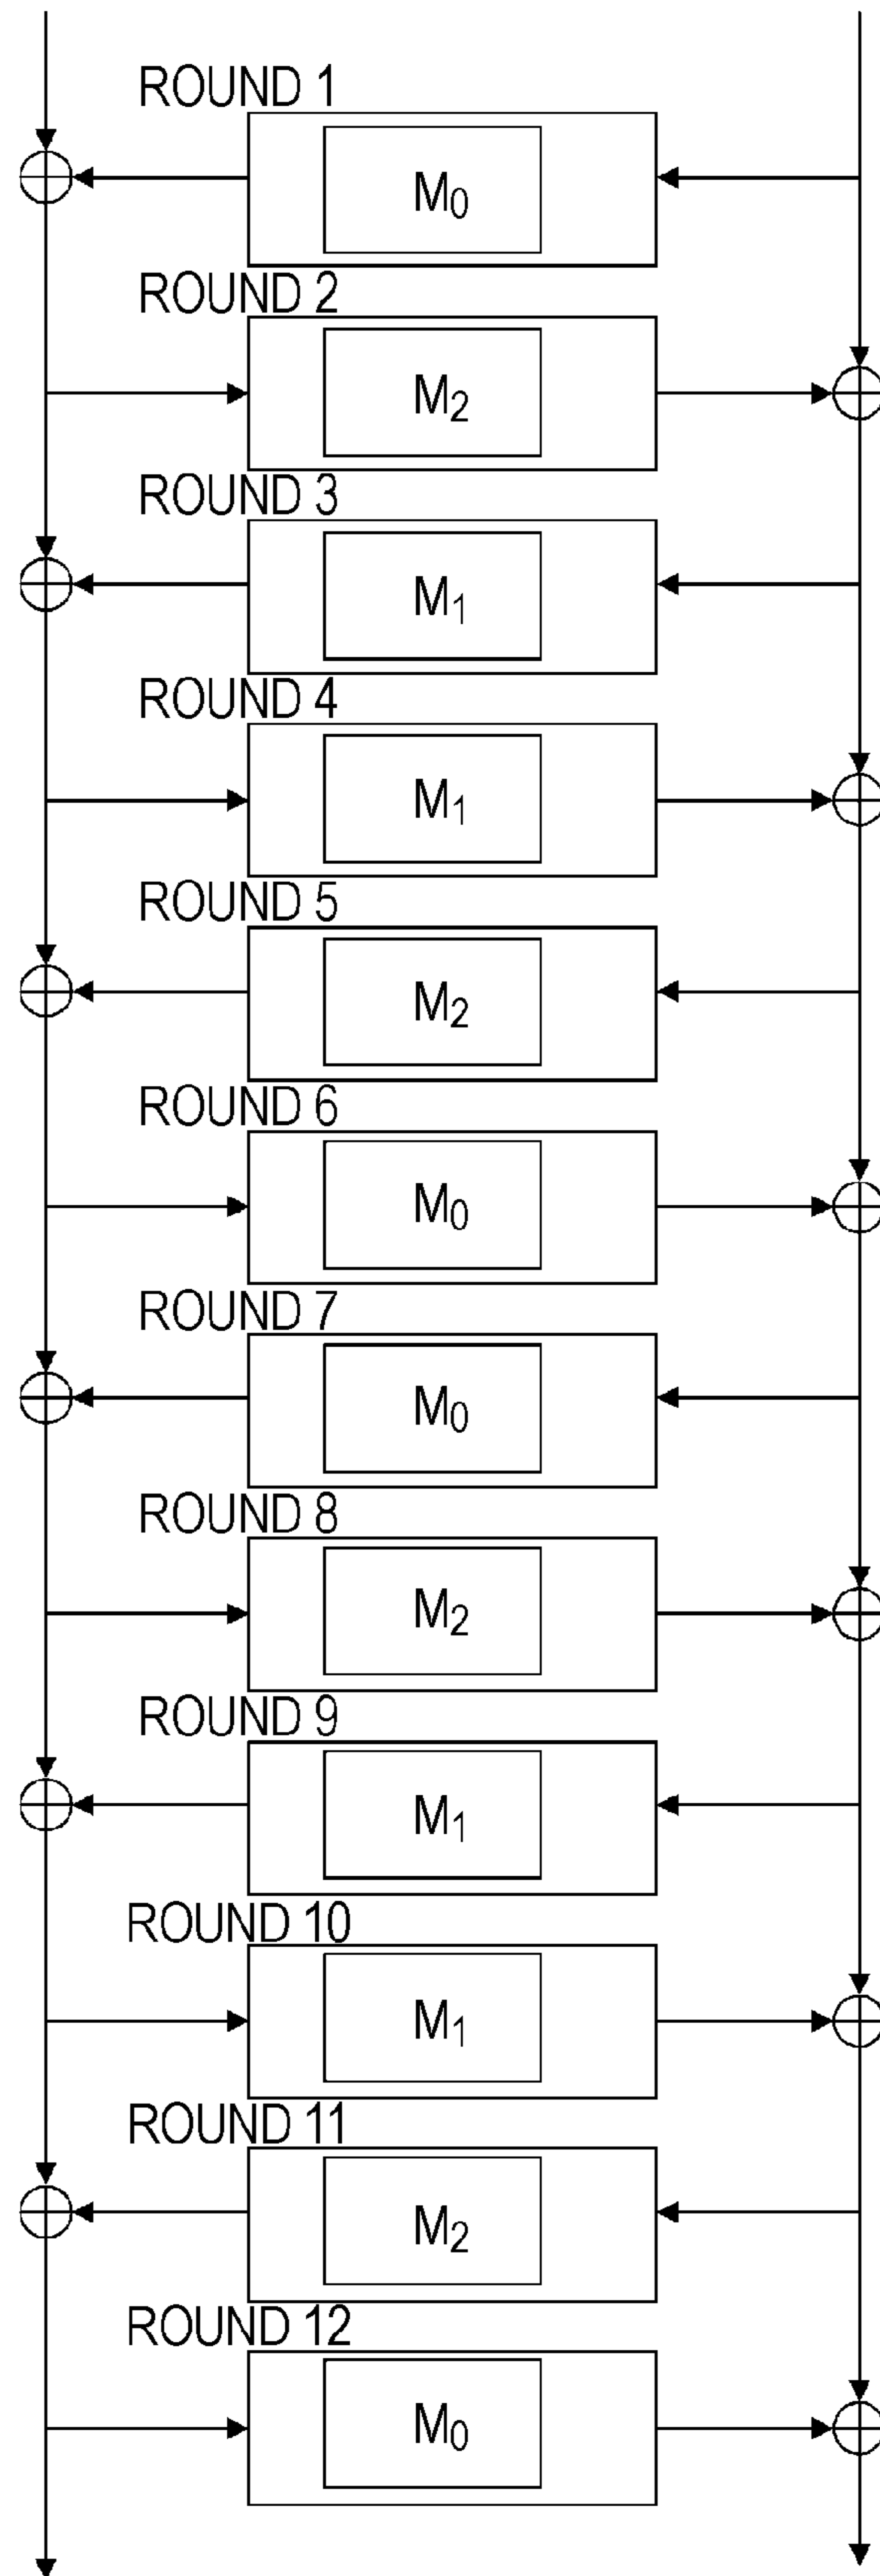 ROUND 1
M₀
ROUND 2
M₂
ROUND 3
M₁
ROUND 4
M₁
ROUND 5
M₂
ROUND 6
M₀
ROUND 7
M₀
ROUND 8
M₂
ROUND 9
M₁
ROUND 10
M₁
ROUND 11
M₂
ROUND 12
M₀